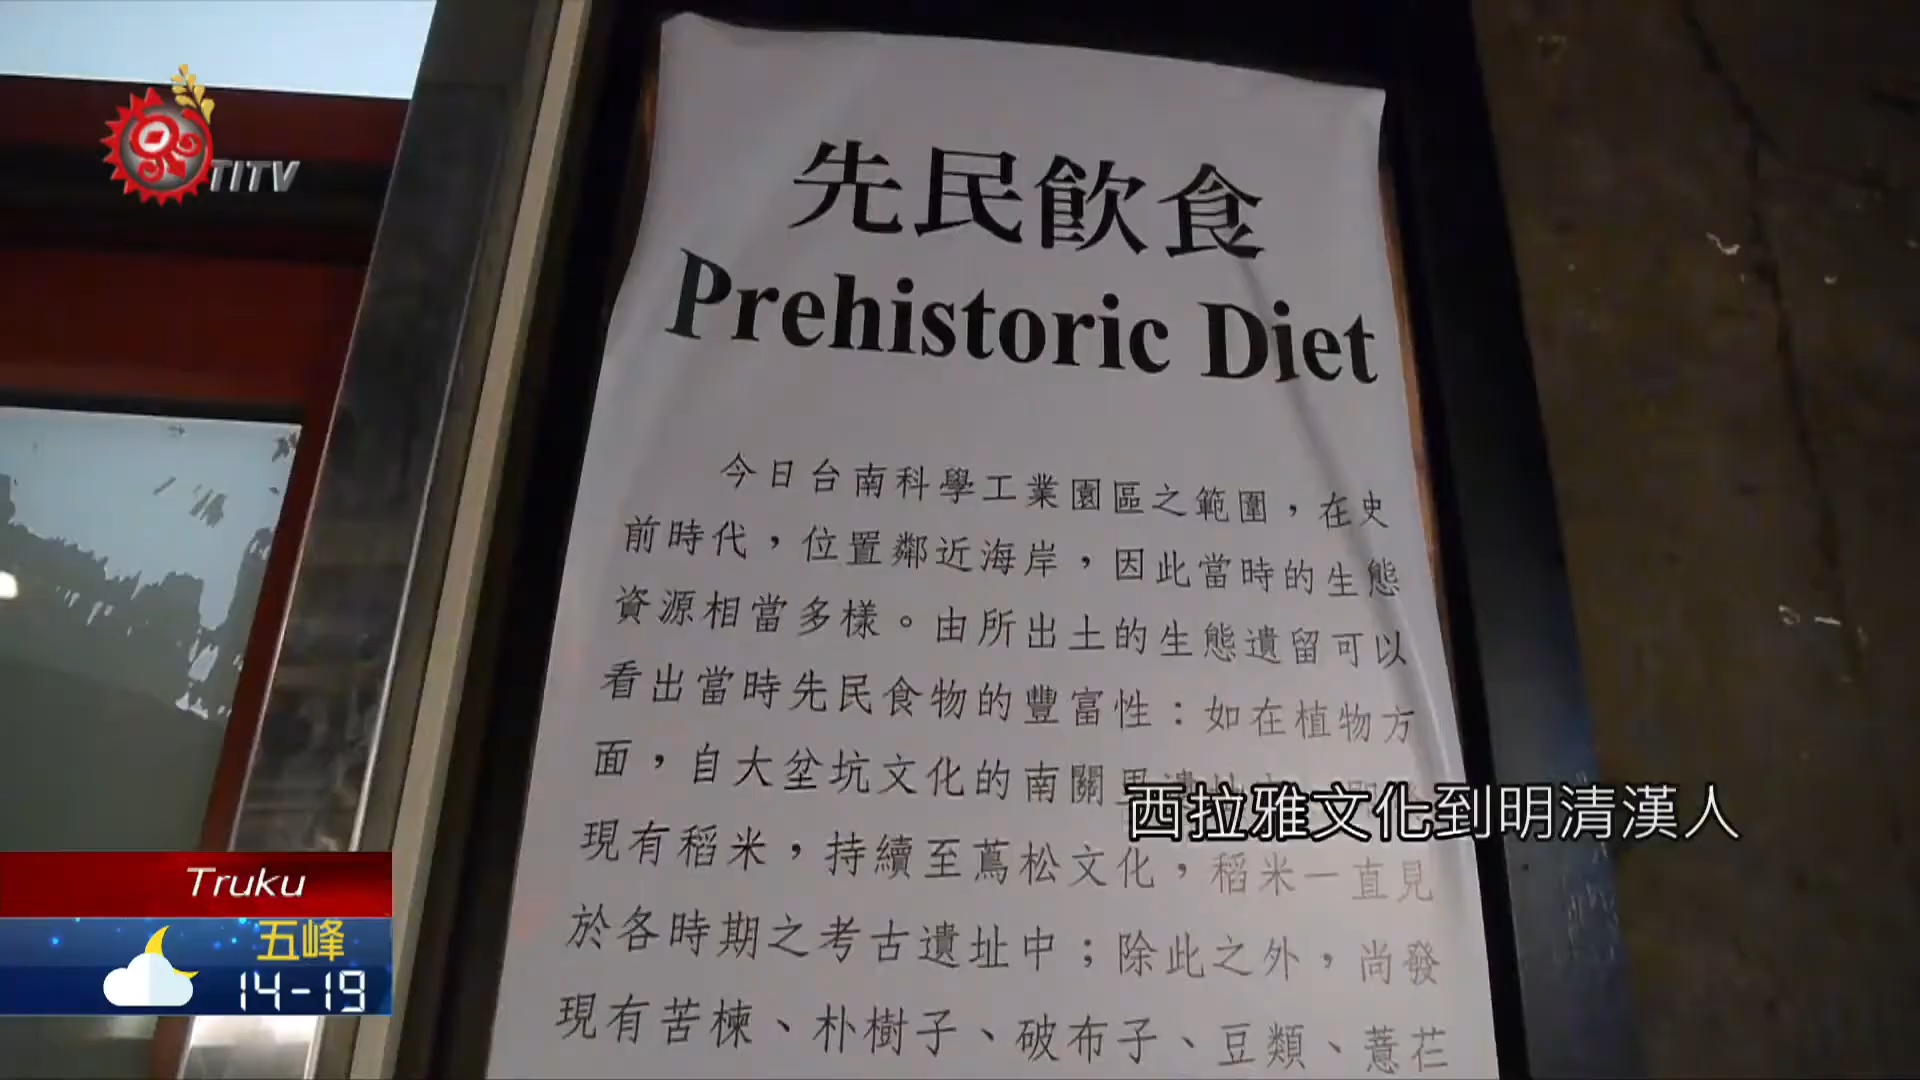 TITV
先民飲食
Prehistoric Diet
今日台南科學工業園區之範圍，在史
前時代，位置鄰近海岸，因此當時的生態
資源相當多樣。由所出土的生態遺留可以
看出當時先民食物的豐富性：如在植物方
面，自大坌坑文化的南關里
西拉雅文化到明清漢人
現有稻米，持續至蔦松文化，稻米一直見
於各時期之考古遺址中；除此之外，尚發
現有苦楝、朴樹子、破布子、豆類、薏苡
Truku
五峰
14-19